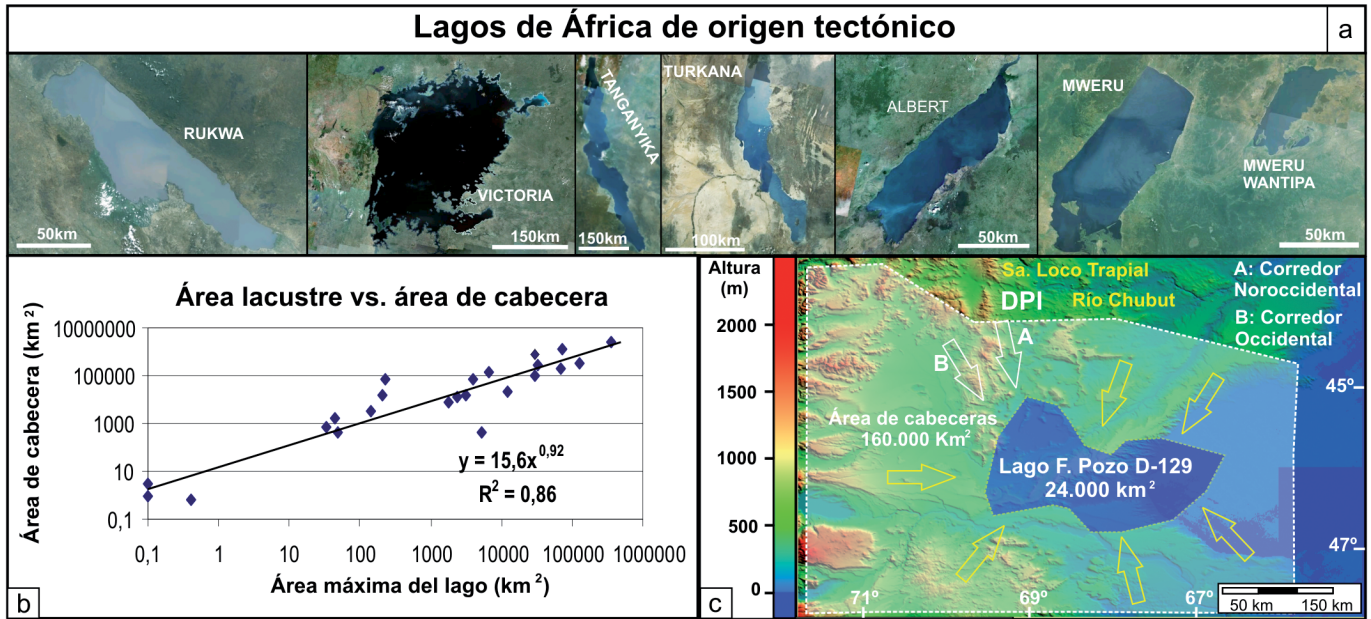 Lagos de África de origen tectónico
a
RUKWA
50km
VICTORIA
150km
TANGANYIKA
150km
TURKANA
100km
ALBERT
50km
MWERU
MWERU
WANTIPA
50km
Área lacustre vs. área de cabecera
Área de cabecera (km²)
10000000
100000
1000
10
0,1
y = 15,6x^0,92
R² = 0,86
0,1
1
10
100
1000
10000
100000
1000000
Área máxima del lago (km²)
b
Altura
(m)
2000
1500
1000
500
0
Sa. Loco Trapial
DPI
Río Chubut
A: Corredor
Noroccidental
B: Corredor
Occidental
A
B
45º
Área de cabeceras
160.000 Km²
Lago F. Pozo D-129
24.000 km²
47º
71º
69º
67º
50 km
150 km
c